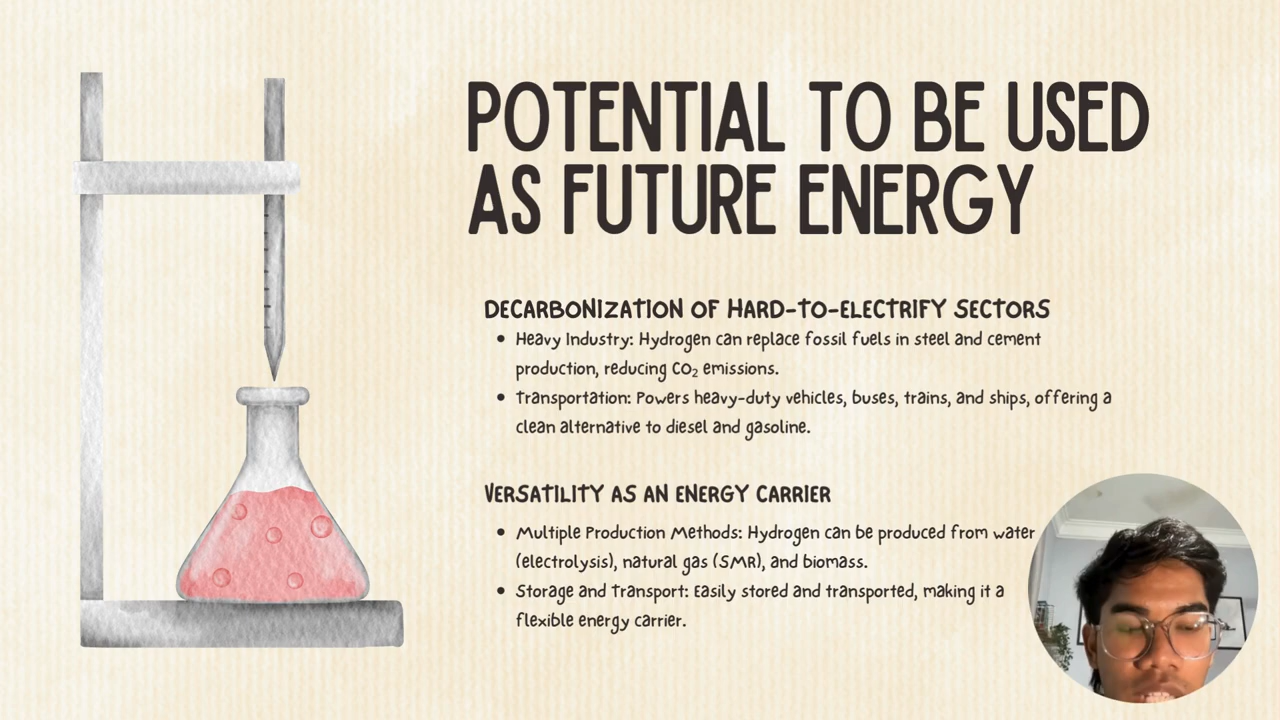 POTENTIAL TO BE USED
AS FUTURE ENERGY
DECARBONIZATION OF HARD-TO-ELECTRIFY SECTORS
• Heavy Industry: Hydrogen can replace fossil fuels in steel and cement
production, reducing CO₂ emissions.
• Transportation: Powers heavy-duty vehicles, buses, trains, and ships, offering a
clean alternative to diesel and gasoline.
VERSATILITY AS AN ENERGY CARRIER
• Multiple Production Methods: Hydrogen can be produced from water
(electrolysis), natural gas (SMR), and biomass.
• Storage and Transport: Easily stored and transported, making it a
flexible energy carrier.